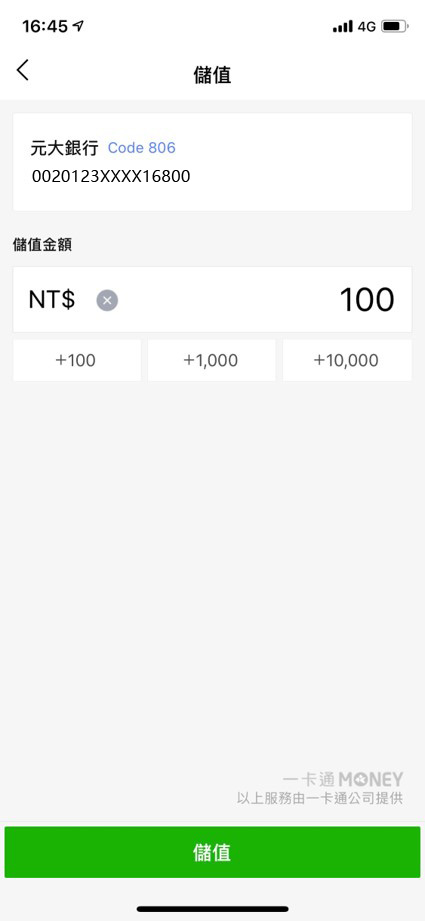 16:45 4G
儲值
元大銀行 Code 806
0020123XXXX16800
儲值金額
NT$ 100
+100 +1,000 +10,000
一卡通 MONEY
以上服務由一卡通公司提供
儲值